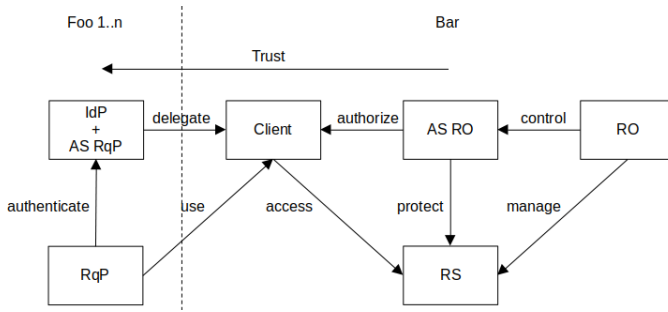 Foo 1..n
Bar
Trust
IdP
+
AS RqP
delegate
Client
authorize
AS RO
control
RO
authenticate
use
access
protect
manage
RqP
RS